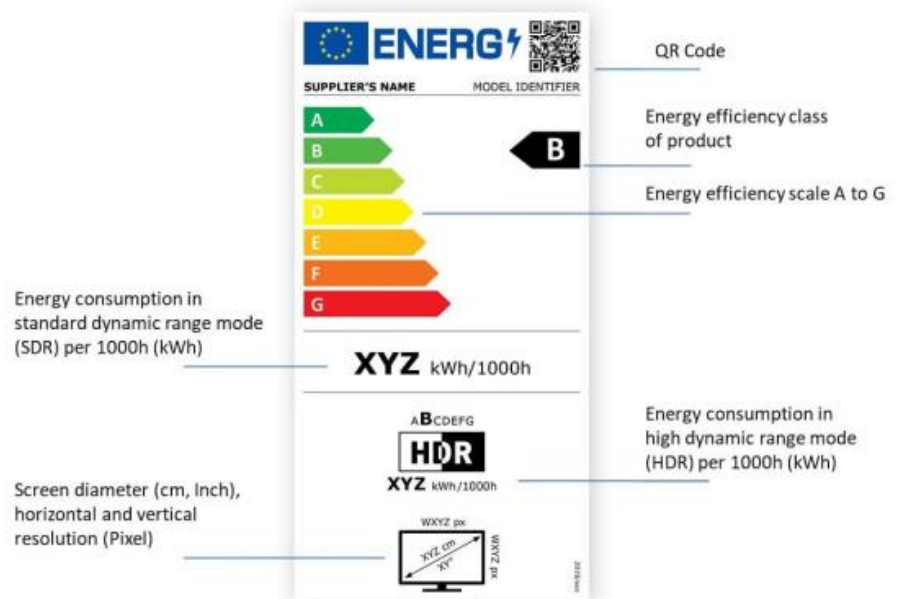 ENERG
QR Code
SUPPLIER'S NAME MODEL IDENTIFIER
A
B
C
D
E
F
G
B
Energy efficiency class
of product
Energy efficiency scale A to G
Energy consumption in
standard dynamic range mode
(SDR) per 1000h (kWh)
XYZ kWh/1000h
ABCDEFG
HDR
XYZ kWh/1000h
Energy consumption in
high dynamic range mode
(HDR) per 1000h (kWh)
Screen diameter (cm, Inch),
horizontal and vertical
resolution (Pixel)
WXYZ px
XYZ cm
XY"
WXYZ px